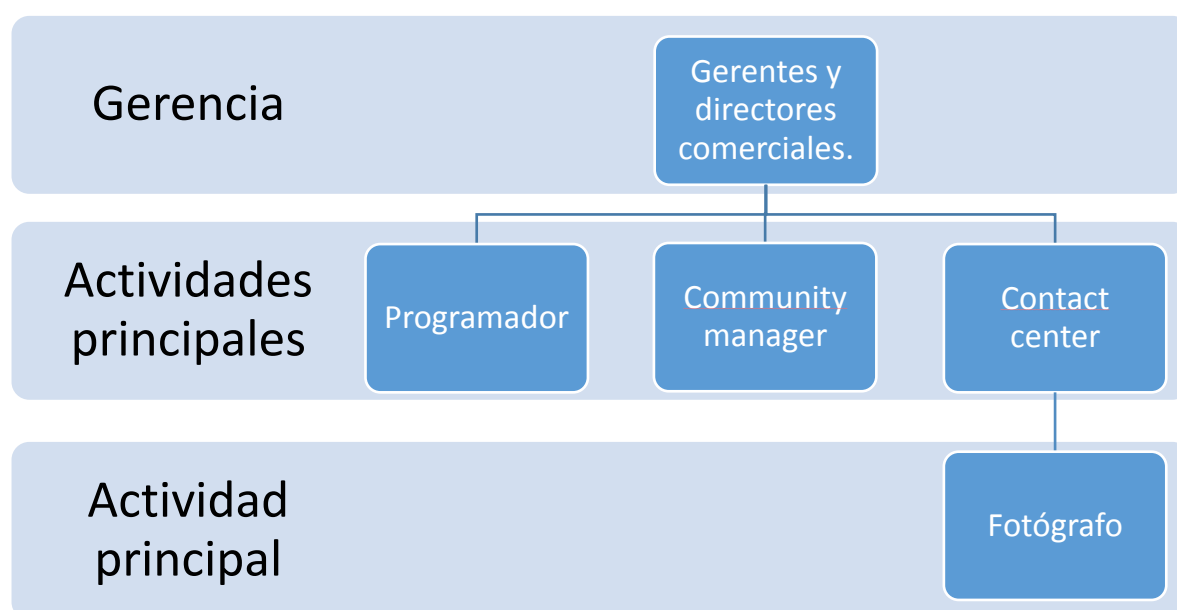 Gerencia
Gerentes y
directores
comerciales.
Actividades
principales
Programador
Community
manager
Contact
center
Actividad
principal
Fotógrafo